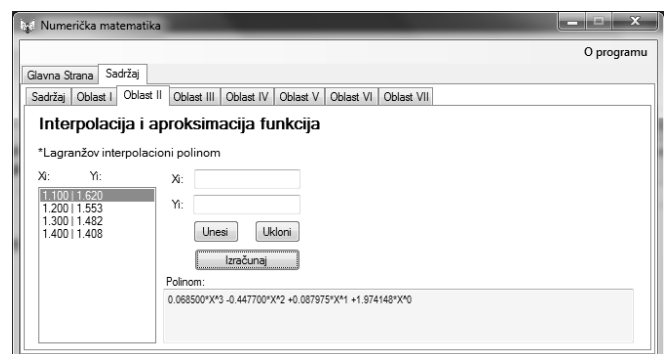 Numerička matematika
O programu
Glavna Strana Sadržaj
Sadržaj Oblast I Oblast II Oblast III Oblast IV Oblast V Oblast VI Oblast VII
Interpolacija i aproksimacija funkcija
*Lagranžov interpolacioni polinom
Xi: Yi: Xi:
1.100 | 1.620
1.200 | 1.553 Yi:
1.300 | 1.482
1.400 | 1.408 Unesi Ukloni
Izračunaj
Polinom:
0.068500*X^3 -0.447700*X^2 +0.087975*X^1 +1.974148*X^0